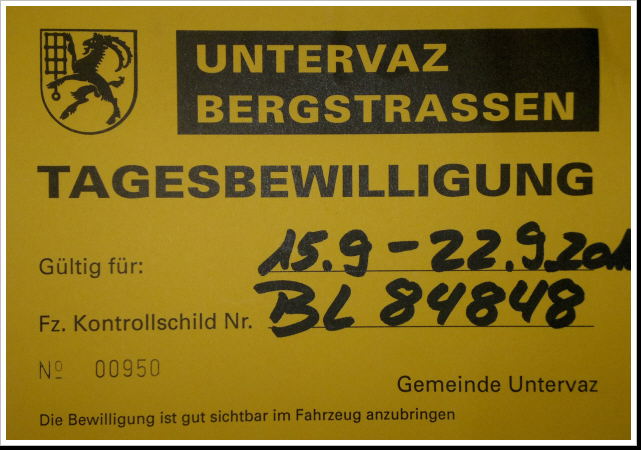 UNTERVAZ
BERGSTRASSEN
TAGESBEWILLIGUNG
Gültig für: 15.9 - 22.9.
Fz. Kontrollschild Nr. BL 84848
Nº 00950
Gemeinde Untervaz
Die Bewilligung ist gut sichtbar im Fahrzeug anzubringen